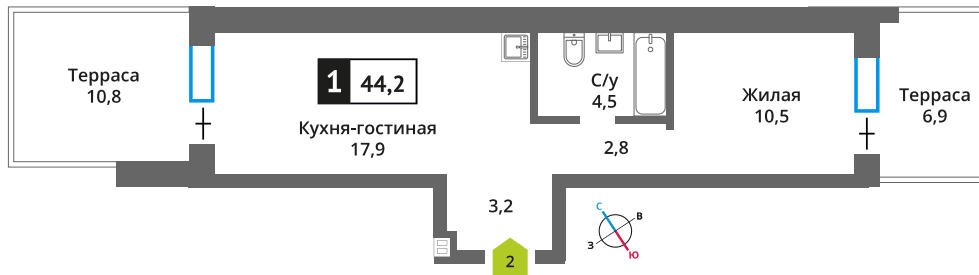 Терраса
10,8
1 44,2
Кухня-гостиная
17,9
С/у
4,5
2,8
Жилая
10,5
Терраса
6,9
3,2
2
С
В
З
Ю